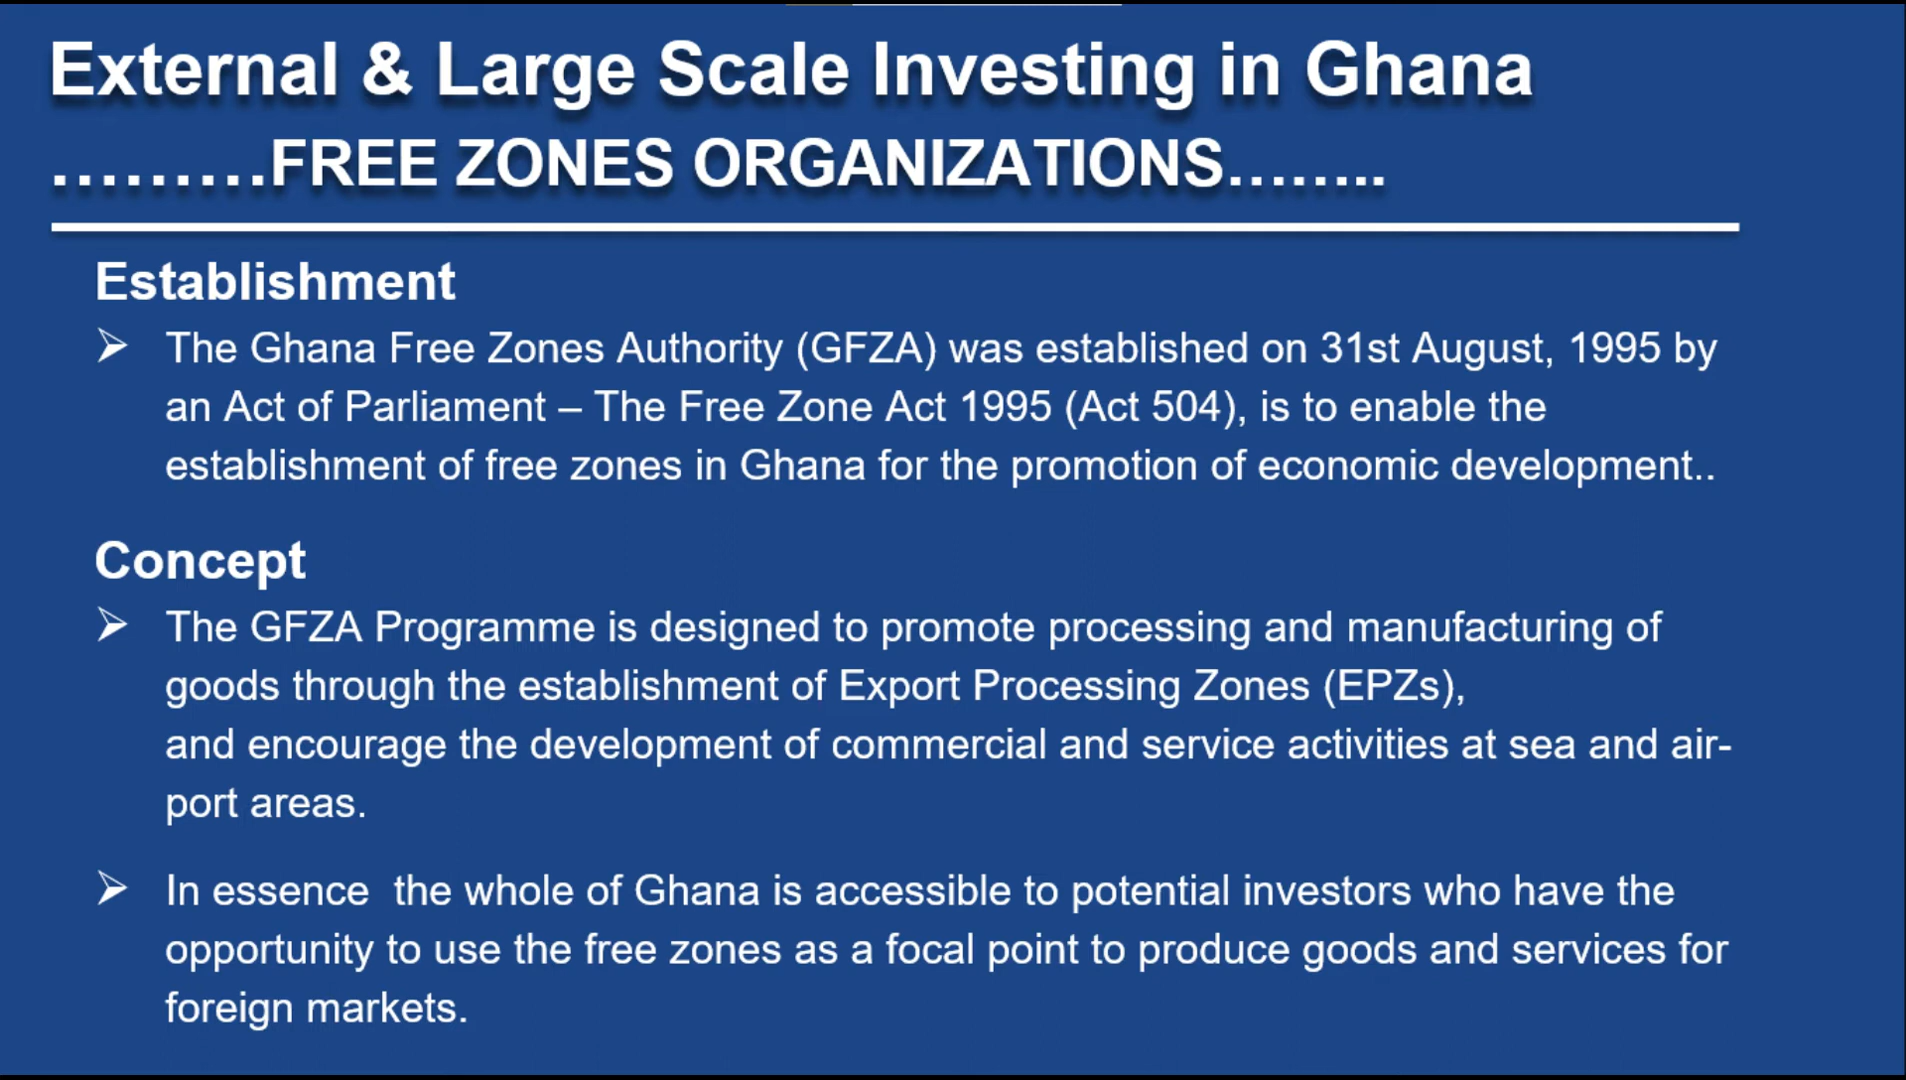 External & Large Scale Investing in Ghana
………FREE ZONES ORGANIZATIONS……..
Establishment
➢ The Ghana Free Zones Authority (GFZA) was established on 31st August, 1995 by
an Act of Parliament – The Free Zone Act 1995 (Act 504), is to enable the
establishment of free zones in Ghana for the promotion of economic development..
Concept
➢ The GFZA Programme is designed to promote processing and manufacturing of
goods through the establishment of Export Processing Zones (EPZs),
and encourage the development of commercial and service activities at sea and air-
port areas.
➢ In essence  the whole of Ghana is accessible to potential investors who have the
opportunity to use the free zones as a focal point to produce goods and services for
foreign markets.